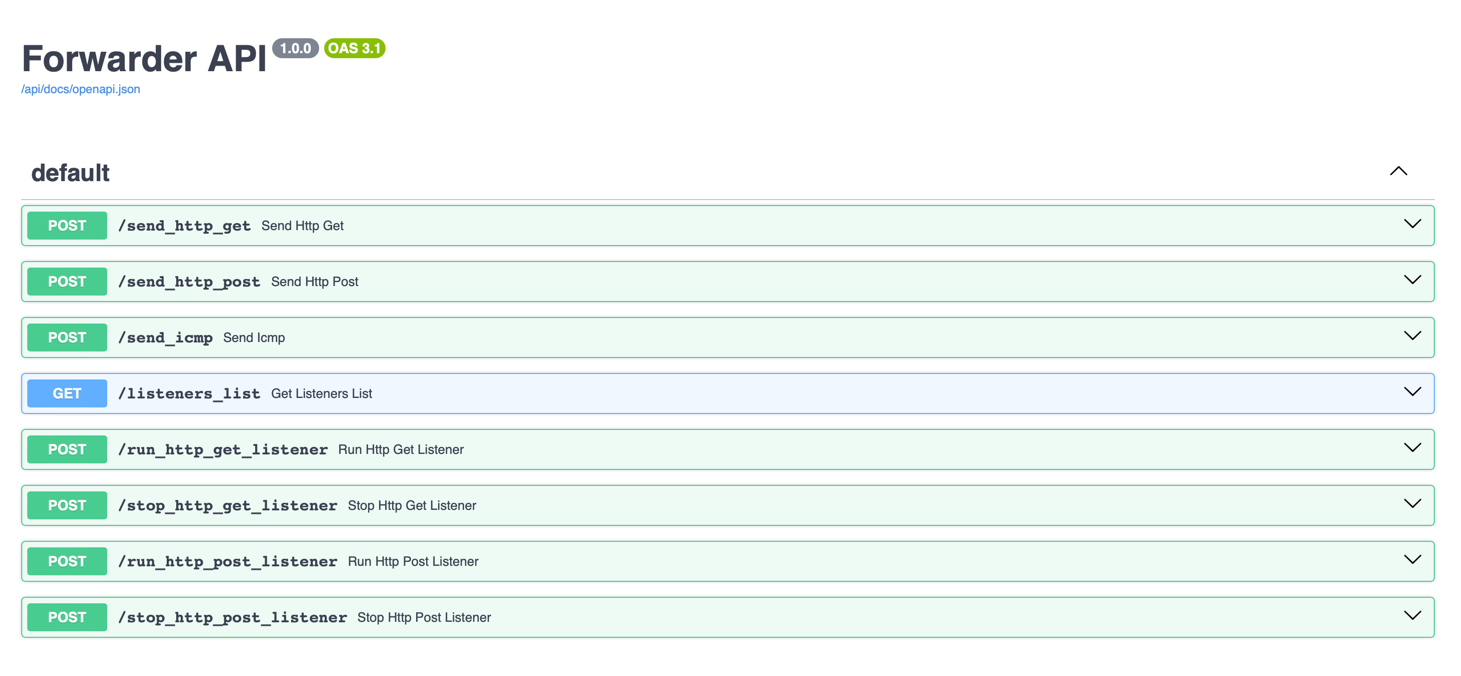 Forwarder API 1.0.0 OAS 3.1
/api/docs/openapi.json
default
POST /send_http_get Send Http Get
POST /send_http_post Send Http Post
POST /send_icmp Send Icmp
GET /listeners_list Get Listeners List
POST /run_http_get_listener Run Http Get Listener
POST /stop_http_get_listener Stop Http Get Listener
POST /run_http_post_listener Run Http Post Listener
POST /stop_http_post_listener Stop Http Post Listener